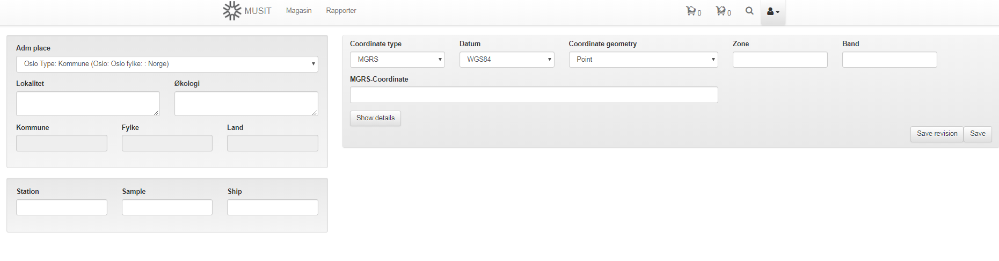 MUSIT Magasin Rapporter 0 0
Adm place
Oslo Type: Kommune (Oslo: Oslo fylke: : Norge)
Lokalitet Økologi
Kommune Fylke Land
Station Sample Ship
Coordinate type Datum Coordinate geometry Zone Band
MGRS WGS84 Point
MGRS-Coordinate
Show details
Save revision Save